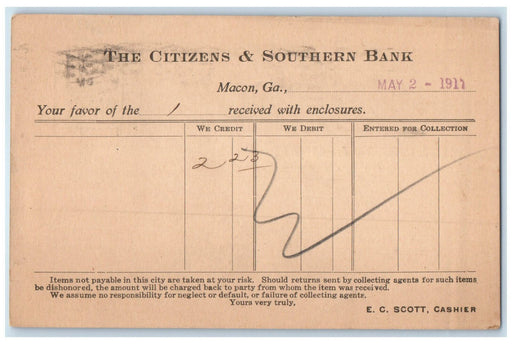 THE CITIZENS & SOUTHERN BANK
Macon, Ga., MAY 2 - 1911
Your favor of the 1 received with enclosures.
WE CREDIT WE DEBIT ENTERED FOR COLLECTION
2 23
Items not payable in this city are taken at your risk. Should returns sent by collecting agents for such items
be dishonored, the amount will be charged back to party from whom the item was received.
We assume no responsibility for neglect or default, or failure of collecting agents.
Yours very truly,
E. C. SCOTT, CASHIER